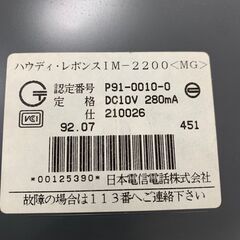 ハウディ・レポンスIM-2200<MG>
認定番号 P91-0010-0
定格 DC10V 280mA
VCCI 仕 210026
92.07 451
*00125390* 日本電信電話株式会社
故障の場合は113番へご連絡下さい